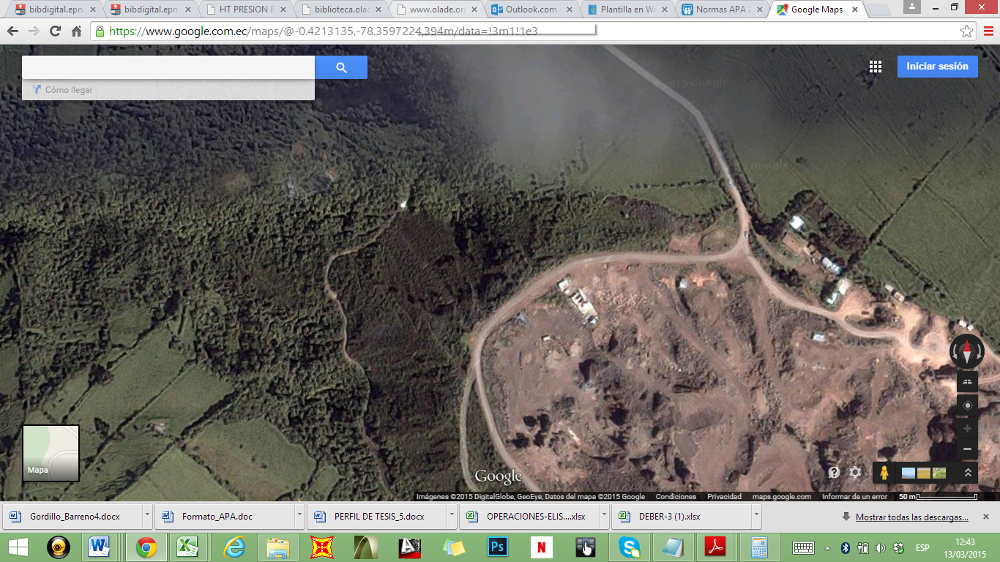 bibdigital.epn.
bibdigital.epn.
HT PRESION E
biblioteca.olad
www.olade.org
Outlook.com
Plantilla en W
Normas APA 2
Google Maps
https://www.google.com.ec/maps/@-0.4213135,-78.3597224,394m/data=!3m1!1e3
Iniciar sesión
Cómo llegar
2015 Google
Mapa
Google
Imágenes ©2015 DigitalGlobe, GeoEye, Datos del mapa ©2015 Google
Condiciones
Privacidad
maps.google.com
Informar de un error
50 m
Gordillo_Barreno4.docx
Formato_APA.doc
PERFIL DE TESIS_5.docx
OPERACIONES-ELIS....xlsx
DEBER-3 (1).xlsx
Mostrar todas las descargas...
Ps
N
ESP
12:43
13/03/2015